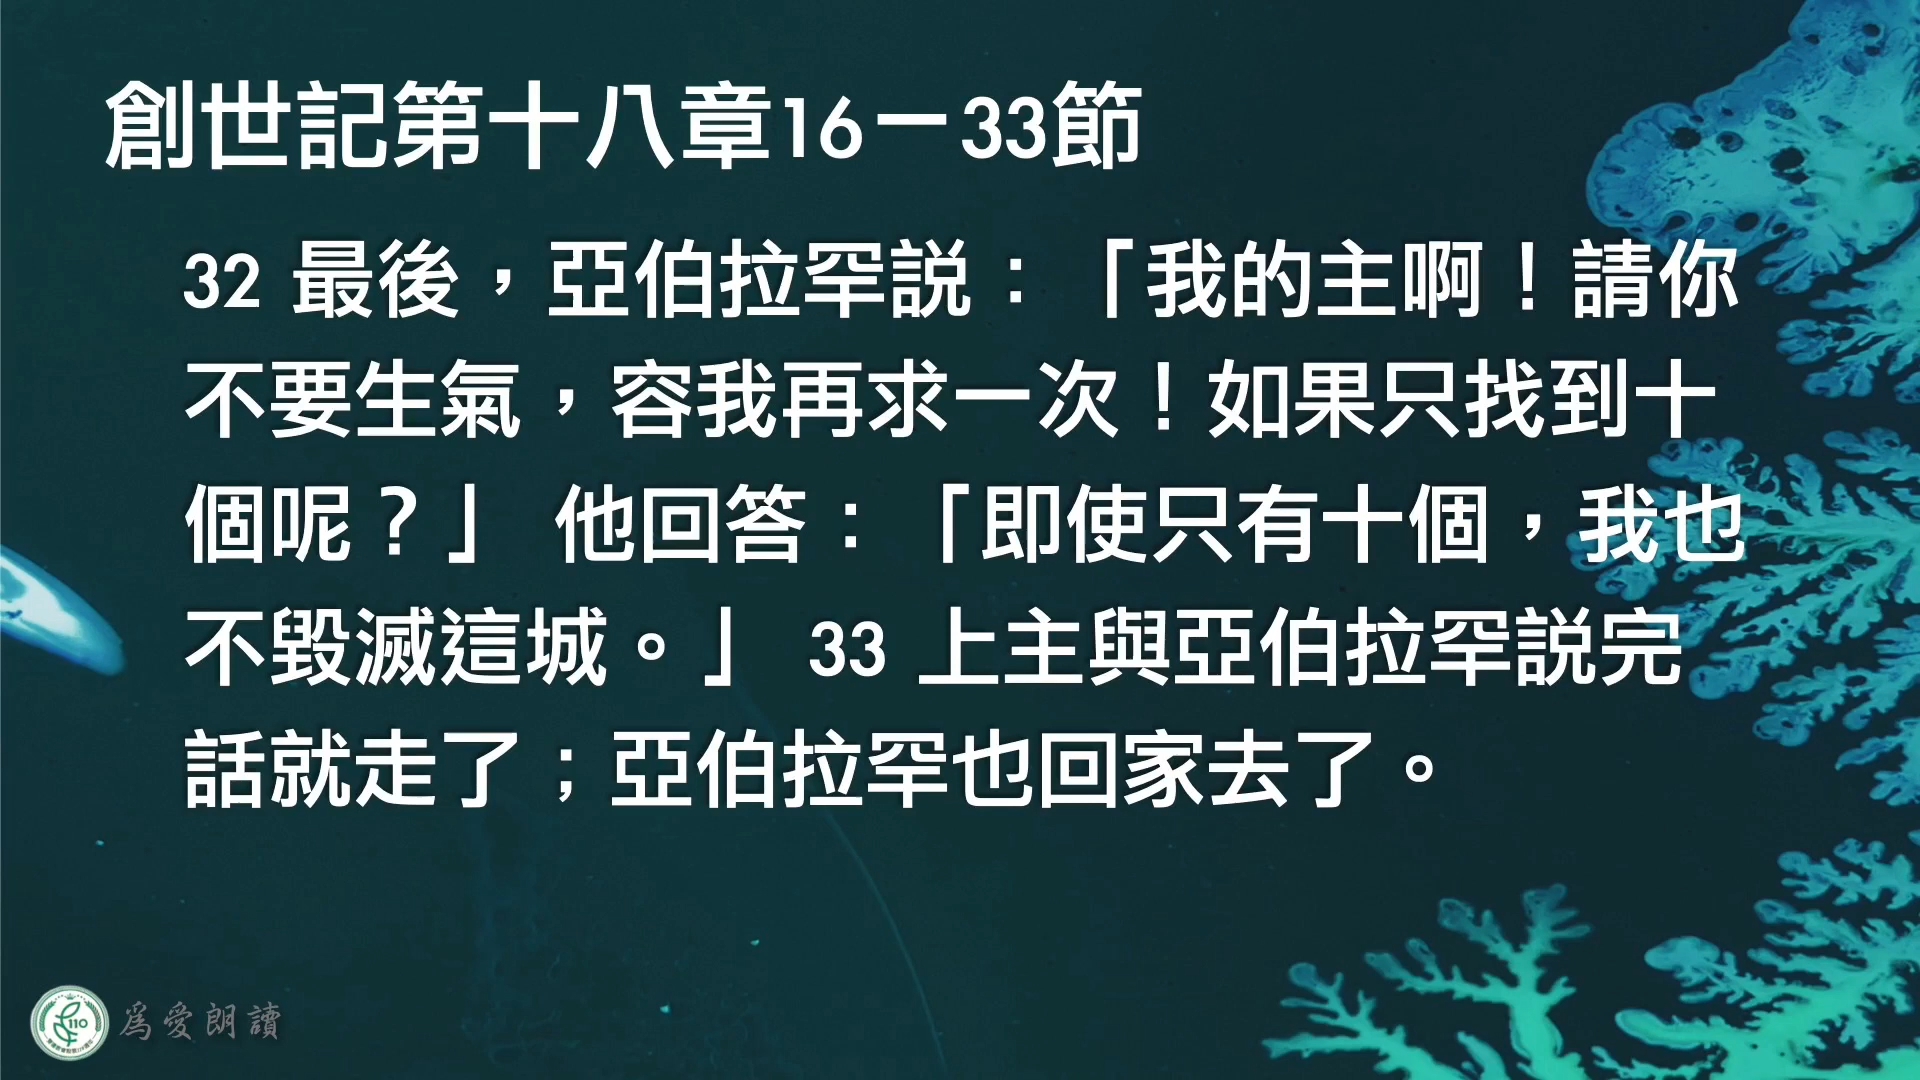 創世記第十八章16－33節
32 最後，亞伯拉罕説：「我的主啊！請你
不要生氣，容我再求一次！如果只找到十
個呢？」 他回答：「即使只有十個，我也
不毀滅這城。」 33 上主與亞伯拉罕説完
話就走了；亞伯拉罕也回家去了。
110
為愛朗讀